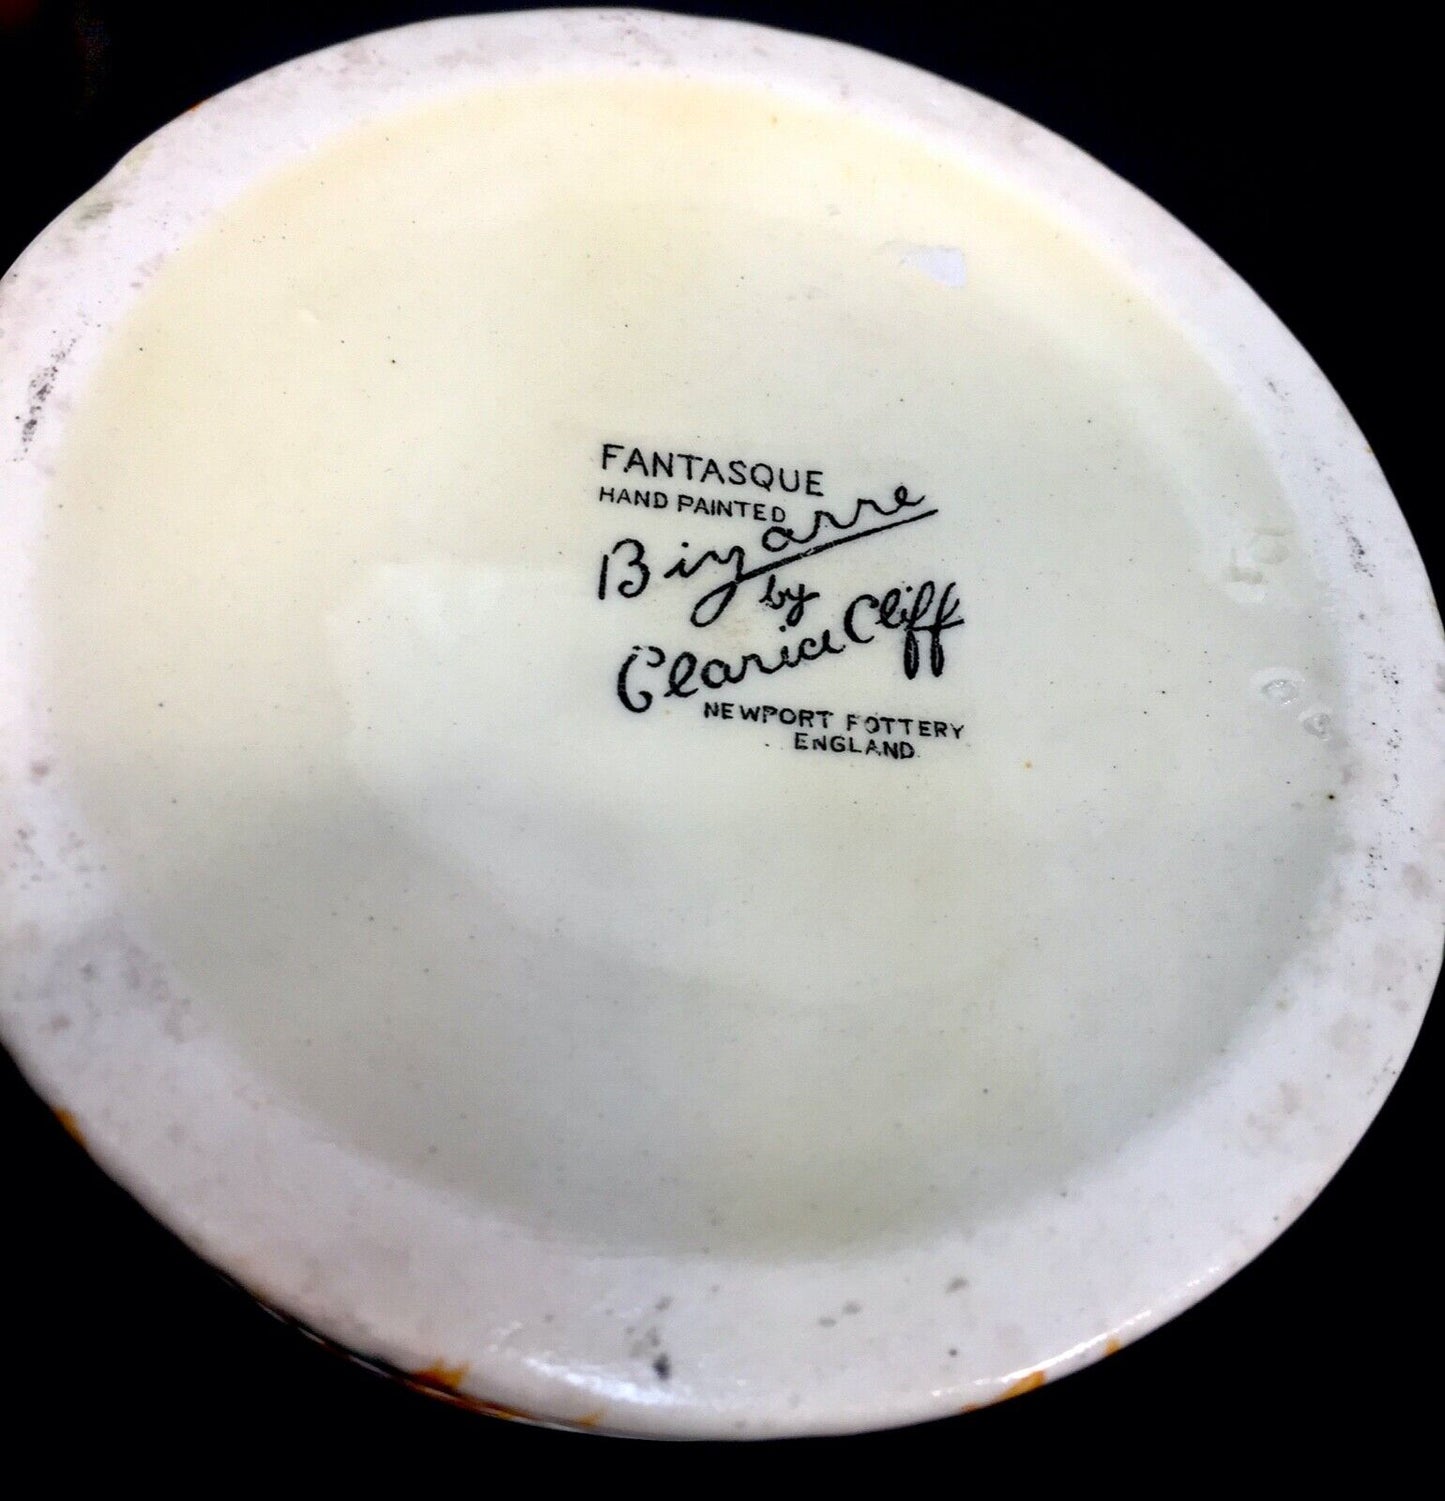 FANTASQUE
HAND PAINTED
Bizarre
by
Clarice Cliff
NEWPORT POTTERY
ENGLAND